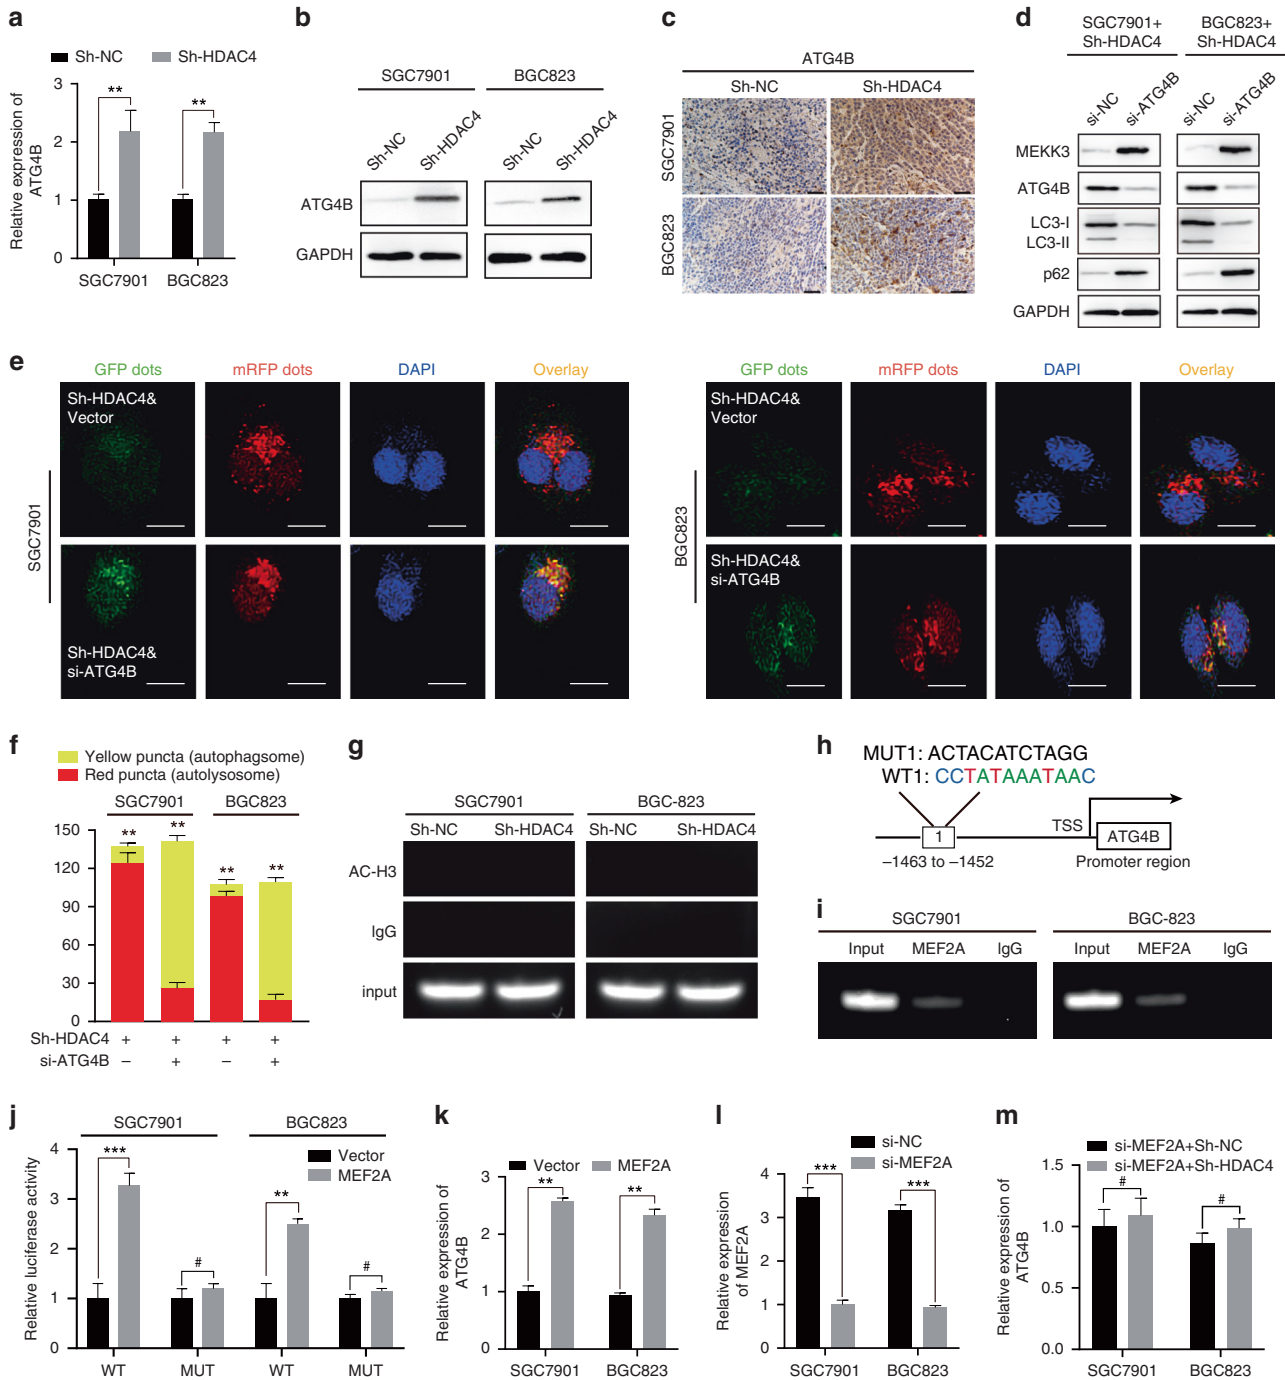 a
Sh-NC
Sh-HDAC4
Relative expression of
ATG4B
3
2
1
0
**
**
SGC7901
BGC823
b
SGC7901
BGC823
Sh-NC
Sh-HDAC4
Sh-NC
Sh-HDAC4
ATG4B
GAPDH
c
ATG4B
Sh-NC
Sh-HDAC4
SGC7901
BGC823
d
SGC7901+
Sh-HDAC4
BGC823+
Sh-HDAC4
si-NC
si-ATG4B
si-NC
si-ATG4B
MEKK3
ATG4B
LC3-I
LC3-II
p62
GAPDH
e
GFP dots
mRFP dots
DAPI
Overlay
SGC7901
Sh-HDAC4&
Vector
Sh-HDAC4&
si-ATG4B
GFP dots
mRFP dots
DAPI
Overlay
BGC823
Sh-HDAC4&
Vector
Sh-HDAC4&
si-ATG4B
f
Yellow puncta (autophagsome)
Red puncta (autolysosome)
SGC7901
BGC823
150
120
90
60
30
0
**
**
**
**
Sh-HDAC4 + + + +
si-ATG4B – + – +
g
SGC7901
BGC-823
Sh-NC
Sh-HDAC4
Sh-NC
Sh-HDAC4
AC-H3
IgG
input
h
MUT1: ACTACATCTAGG
WT1: CCTATAAATAAC
1
TSS
ATG4B
–1463 to –1452
Promoter region
i
SGC7901
BGC-823
Input
MEF2A
IgG
Input
MEF2A
IgG
j
SGC7901
BGC823
Vector
MEF2A
Relative luciferase activity
4
3
2
1
0
***
#
**
#
WT
MUT
WT
MUT
k
Vector
MEF2A
Relative expression of
ATG4B
3
2
1
0
**
**
SGC7901
BGC823
l
si-NC
si-MEF2A
Relative expression
of MEF2A
4
3
2
1
0
***
***
SGC7901
BGC823
m
si-MEF2A+Sh-NC
si-MEF2A+Sh-HDAC4
Relative expression of
ATG4B
1.5
1.0
0.5
0.0
#
#
SGC7901
BGC823